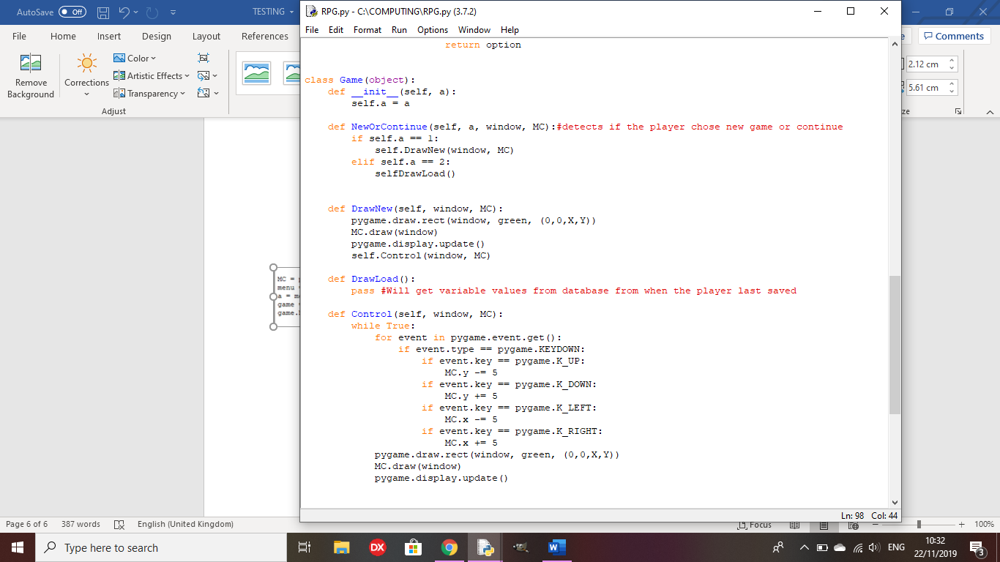 AutoSave Off TESTING
RPG.py - C:\COMPUTING\RPG.py (3.7.2)
File Home Insert Design Layout References
File Edit Format Run Options Window Help
Comments
Remove Background
Corrections
Color
Artistic Effects
Transparency
Adjust
2.12 cm
5.61 cm
ze
return option
class Game(object):
    def __init__(self, a):
        self.a = a
    def NewOrContinue(self, a, window, MC):#detects if the player chose new game or continue
        if self.a == 1:
            self.DrawNew(window, MC)
        elif self.a == 2:
            selfDrawLoad()
    def DrawNew(self, window, MC):
        pygame.draw.rect(window, green, (0,0,X,Y))
        MC.draw(window)
        pygame.display.update()
        self.Control(window, MC)
    def DrawLoad():
        pass #Will get variable values from database from when the player last saved
    def Control(self, window, MC):
        while True:
            for event in pygame.event.get():
                if event.type == pygame.KEYDOWN:
                    if event.key == pygame.K_UP:
                        MC.y -= 5
                    if event.key == pygame.K_DOWN:
                        MC.y += 5
                    if event.key == pygame.K_LEFT:
                        MC.x -= 5
                    if event.key == pygame.K_RIGHT:
                        MC.x += 5
            pygame.draw.rect(window, green, (0,0,X,Y))
            MC.draw(window)
            pygame.display.update()
MC =
menu
a =
game
game.
Ln: 98 Col: 44
Page 6 of 6 387 words English (United Kingdom) Focus 100%
Type here to search
DX
W
ENG
10:32
22/11/2019
3